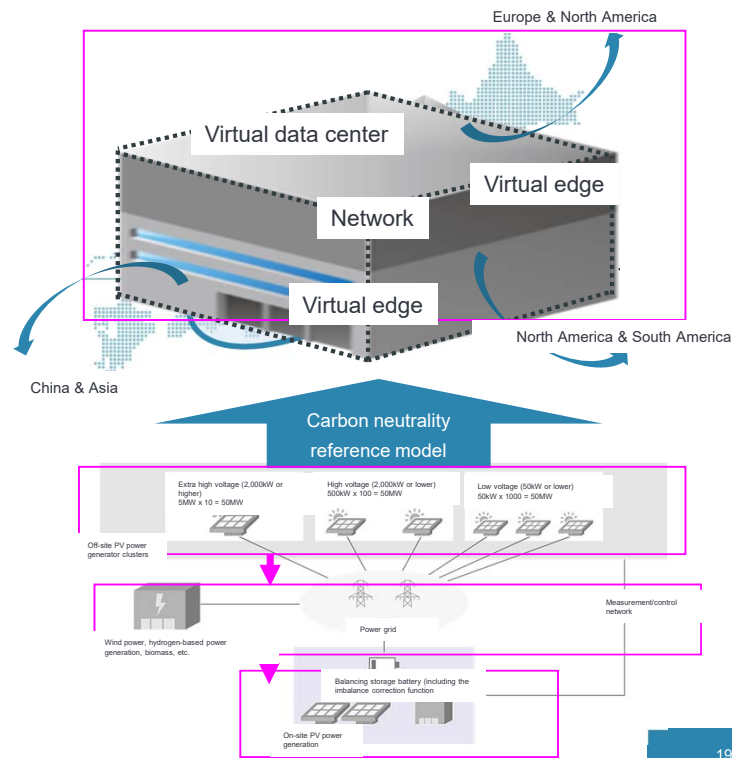 Europe & North America
Virtual data center
Virtual edge
Network
Virtual edge
North America & South America
China & Asia
Carbon neutrality
reference model
Extra high voltage (2,000kW or
higher)
5MW x 10 = 50MW
High voltage (2,000kW or lower)
500kW x 100 = 50MW
Low voltage (50kW or lower)
50kW x 1000 = 50MW
Off-site PV power
generator clusters
Measurement/control
network
Power grid
Wind power, hydrogen-based power
generation, biomass, etc.
Balancing storage battery (including the
imbalance correction function
On-site PV power
generation
19